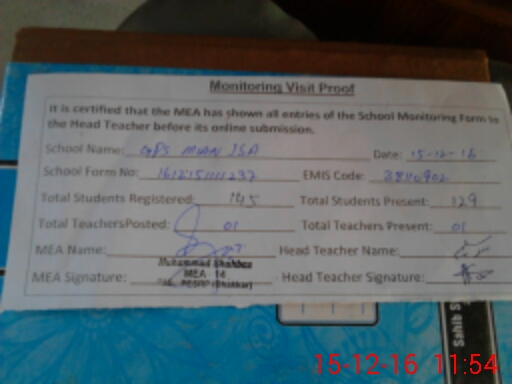 Monitoring Visit Proof
It is certified that the MEA has shown all entries of the School Monitoring Form to
the Head Teacher before its online submission.
School Name: GPS MIAN ISA Date: 15-12-16
School Form No: EMIS Code:
Total Students Registered: 145 Total Students Present: 129
Total TeachersPosted: 01 Total Teachers Present: 01
MEA Name: Head Teacher Name:
Muhammad Shahbaz
MEA Signature: MEA 14 Head Teacher Signature:
Sahib S
15-12-16 11:54